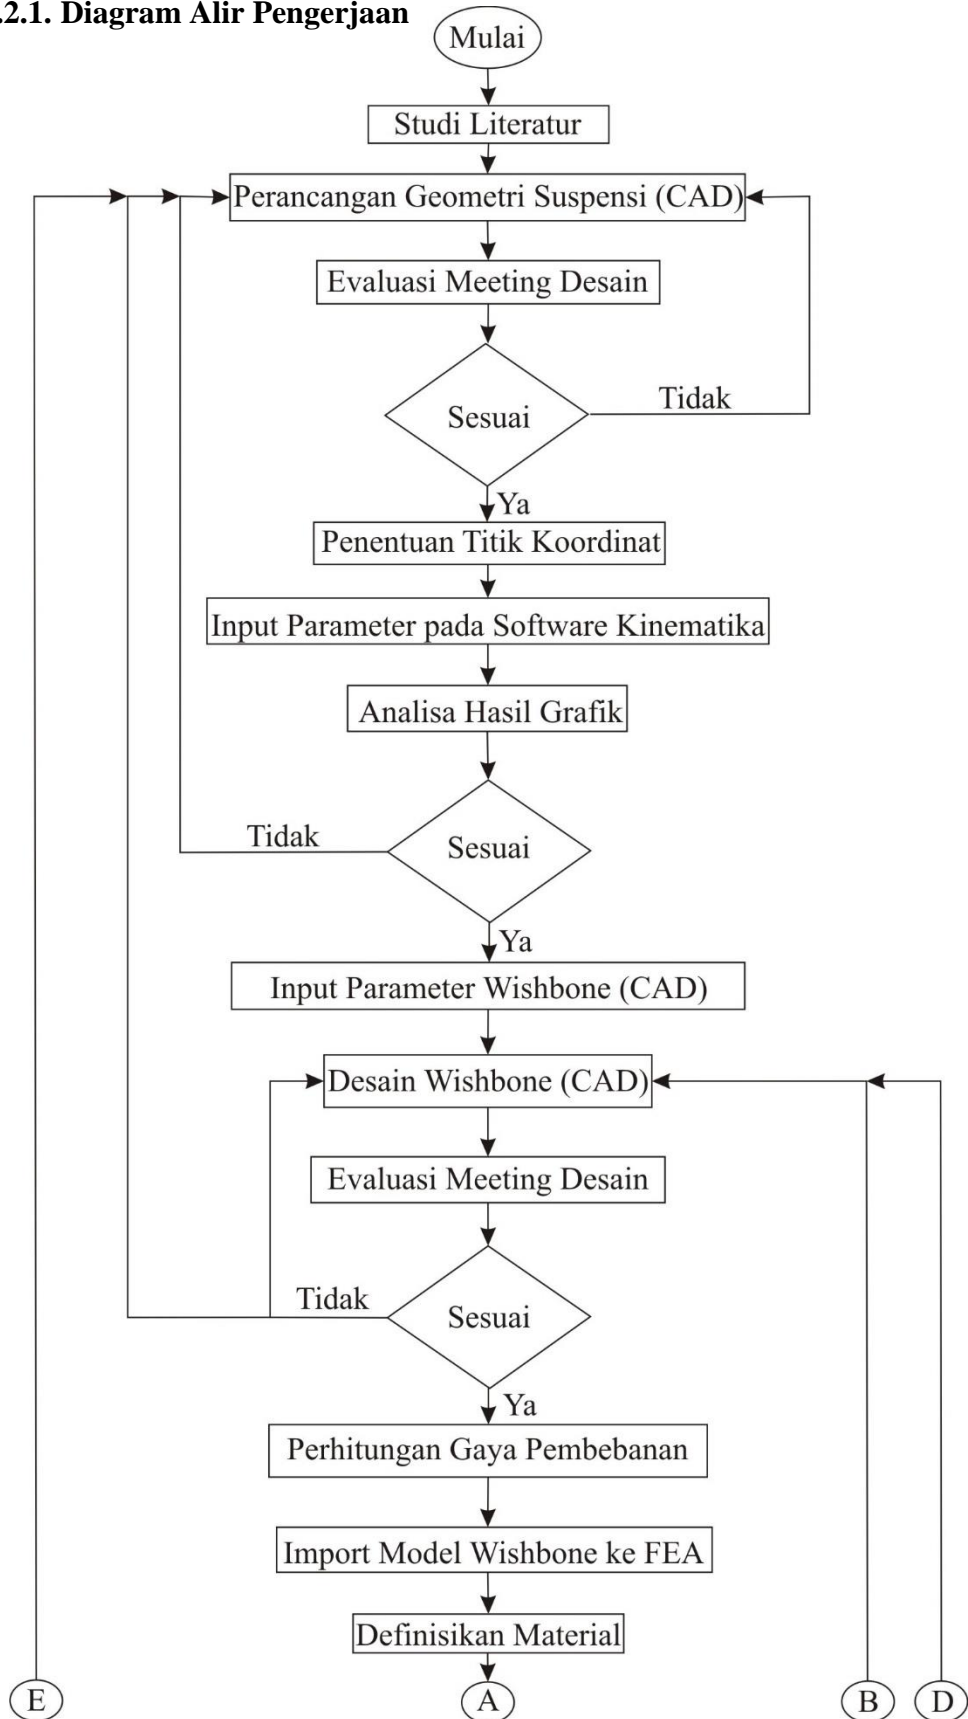 .2.1. Diagram Alir Pengerjaan
Mulai
Studi Literatur
Perancangan Geometri Suspensi (CAD)
Evaluasi Meeting Desain
Sesuai
Tidak
Ya
Penentuan Titik Koordinat
Input Parameter pada Software Kinematika
Analisa Hasil Grafik
Tidak
Sesuai
Ya
Input Parameter Wishbone (CAD)
Desain Wishbone (CAD)
Evaluasi Meeting Desain
Tidak
Sesuai
Ya
Perhitungan Gaya Pembebanan
Import Model Wishbone ke FEA
Definisikan Material
E
A
B
D